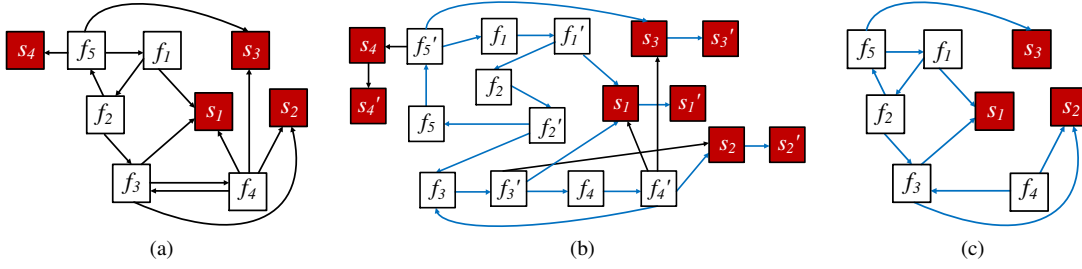 s₄ f₅ f₁ s₃
f₂ s₁ s₂
f₃ f₄
(a)
s₄ f₅' f₁ f₁' s₃ s₃'
s₄' f₂ s₁ s₁'
f₅ f₂' s₂ s₂'
f₃ f₃' f₄ f₄'
(b)
f₅ f₁ s₃
f₂ s₁ s₂
f₃ f₄
(c)